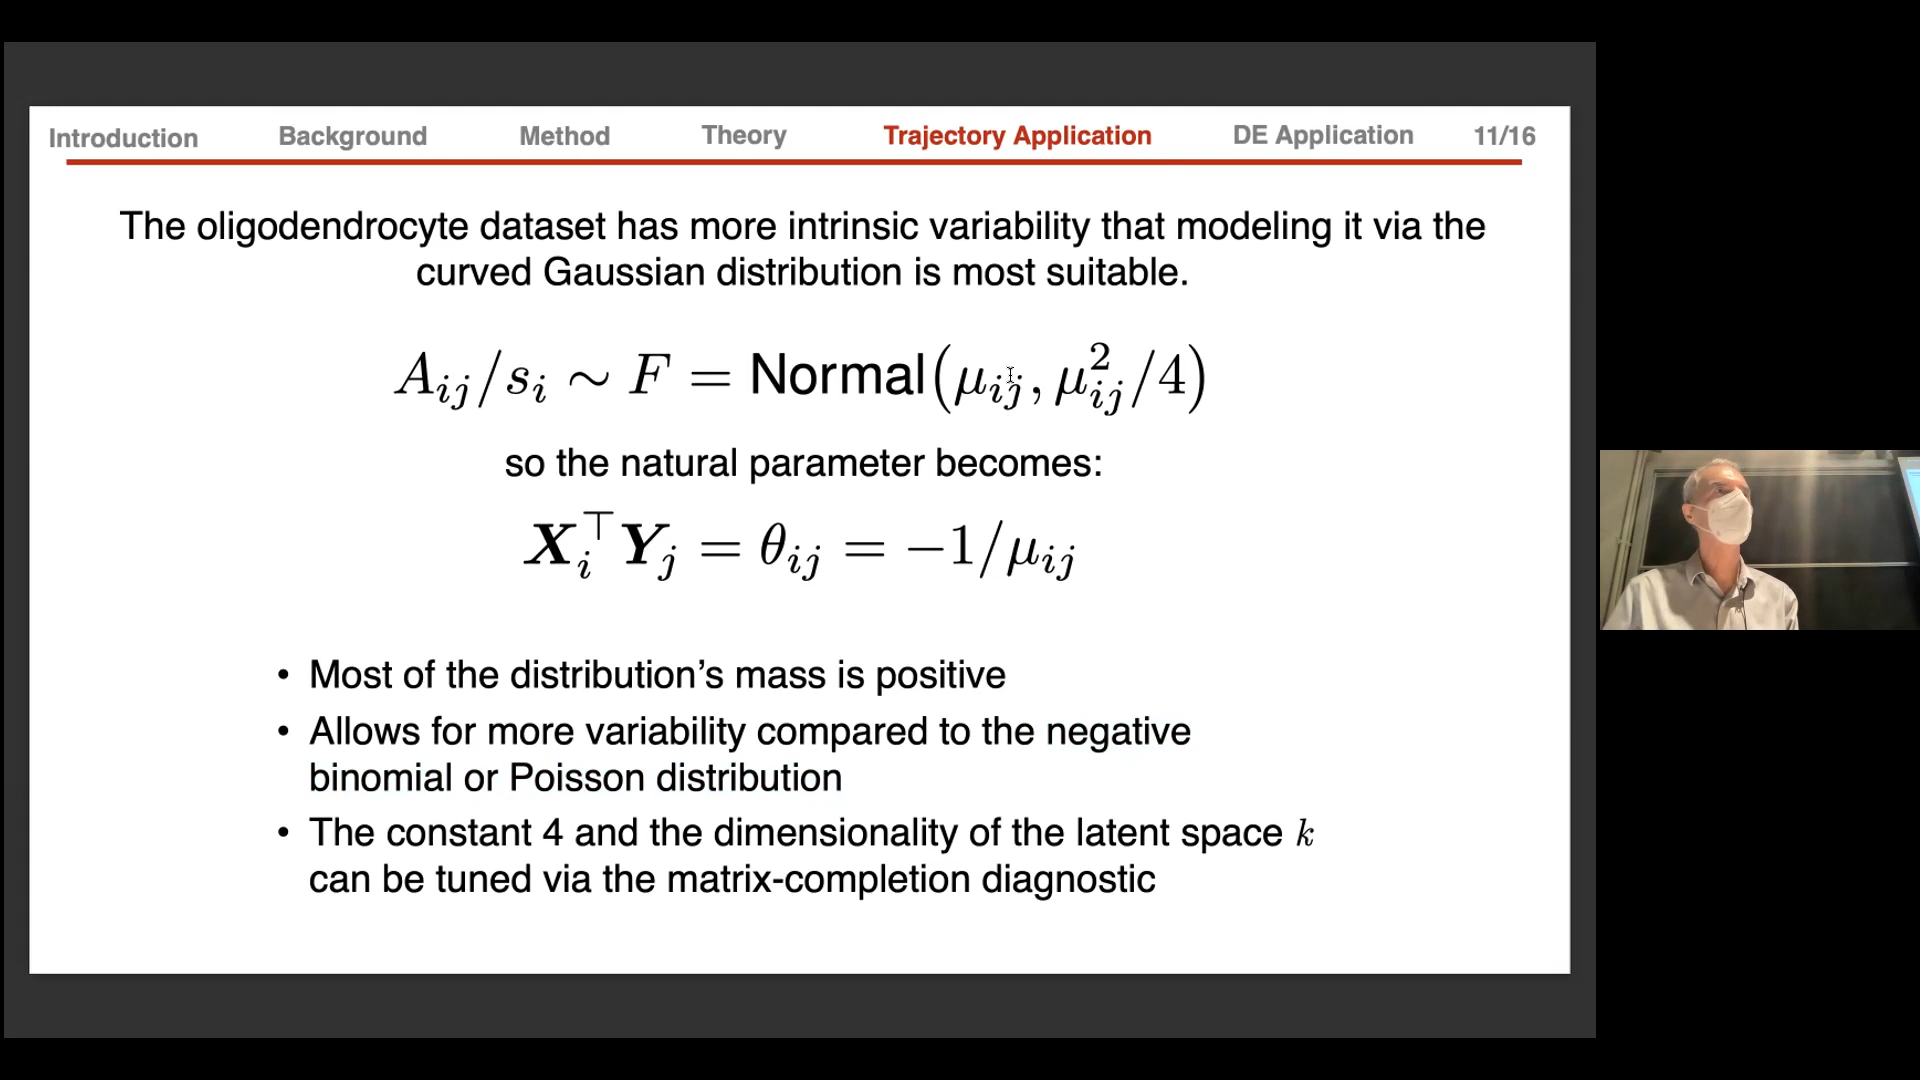 Introduction Background Method Theory Trajectory Application DE Application 11/16
The oligodendrocyte dataset has more intrinsic variability that modeling it via the
curved Gaussian distribution is most suitable.
A_{ij}/s_i ∼ F = Normal(μ_{ij}, μ_{ij}^2/4)
so the natural parameter becomes:
X_i^⊤ Y_j = θ_{ij} = −1/μ_{ij}
• Most of the distribution’s mass is positive
• Allows for more variability compared to the negative
binomial or Poisson distribution
• The constant 4 and the dimensionality of the latent space k
can be tuned via the matrix-completion diagnostic